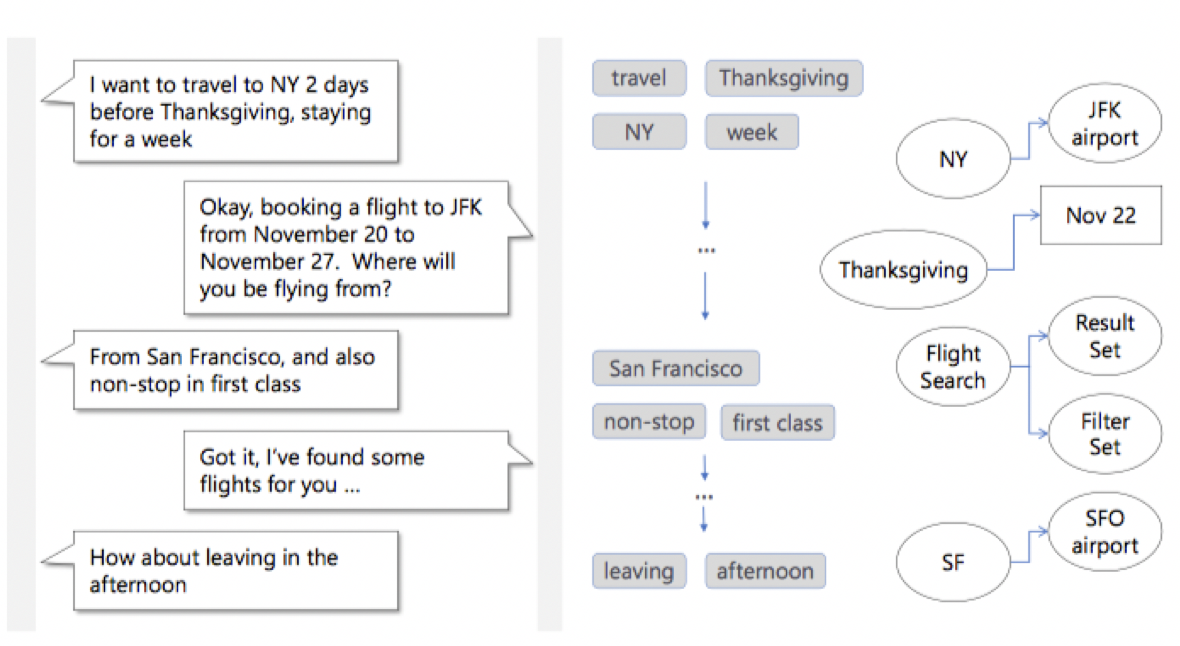 I want to travel to NY 2 days
before Thanksgiving, staying
for a week
Okay, booking a flight to JFK
from November 20 to
November 27.  Where will
you be flying from?
From San Francisco, and also
non-stop in first class
Got it, I've found some
flights for you ...
How about leaving in the
afternoon
travel
Thanksgiving
NY
week
...
San Francisco
non-stop
first class
...
leaving
afternoon
NY
JFK
airport
Thanksgiving
Nov 22
Flight
Search
Result
Set
Filter
Set
SF
SFO
airport